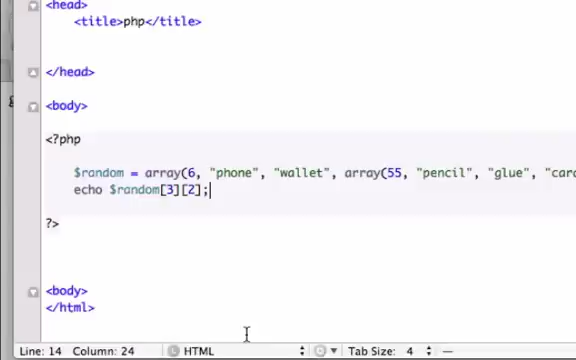 <head>
<title>php</title>
</head>
<body>
<?php
$random = array(6, "phone", "wallet", array(55, "pencil", "glue",
echo $random[3][2];
?>
<body>
</html>
Line: 14 Column: 24 L HTML Tab Size: 4 —